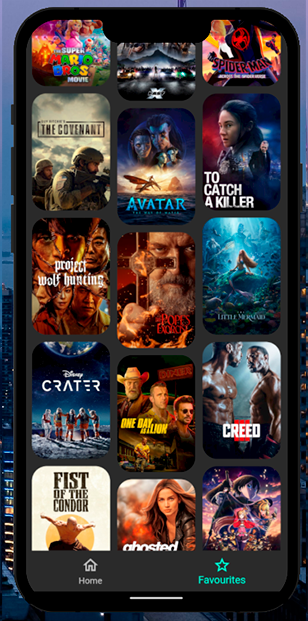 THE
SUPER
MARIO
BROS
MOVIE
X
SPIDER-MAN
ACROSS THE SPIDER-VERSE
THE COVENANT
AVATAR
THE WAY OF WATER
TO
CATCH
A KILLER
project
wolf hunting
THE
POPE'S
EXORCIST
THE
LITTLE MERMAID
Disney
CRATER
ONE DAY
AS A LION
CREED
III
FIST
OF THE
CONDOR
ghosted
Home
Favourites